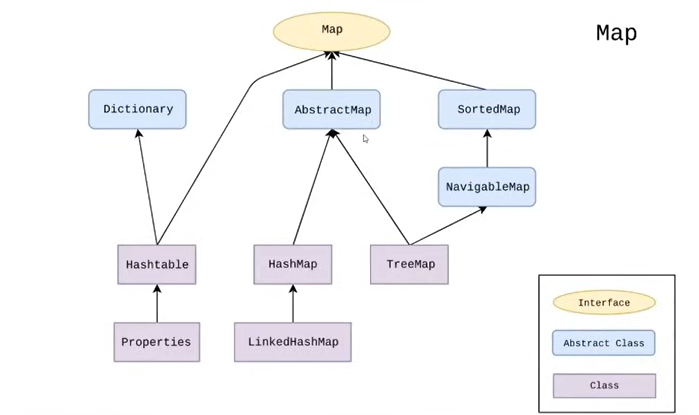 Map
Map
Dictionary
AbstractMap
SortedMap
NavigableMap
Hashtable
HashMap
TreeMap
Properties
LinkedHashMap
Interface
Abstract Class
Class